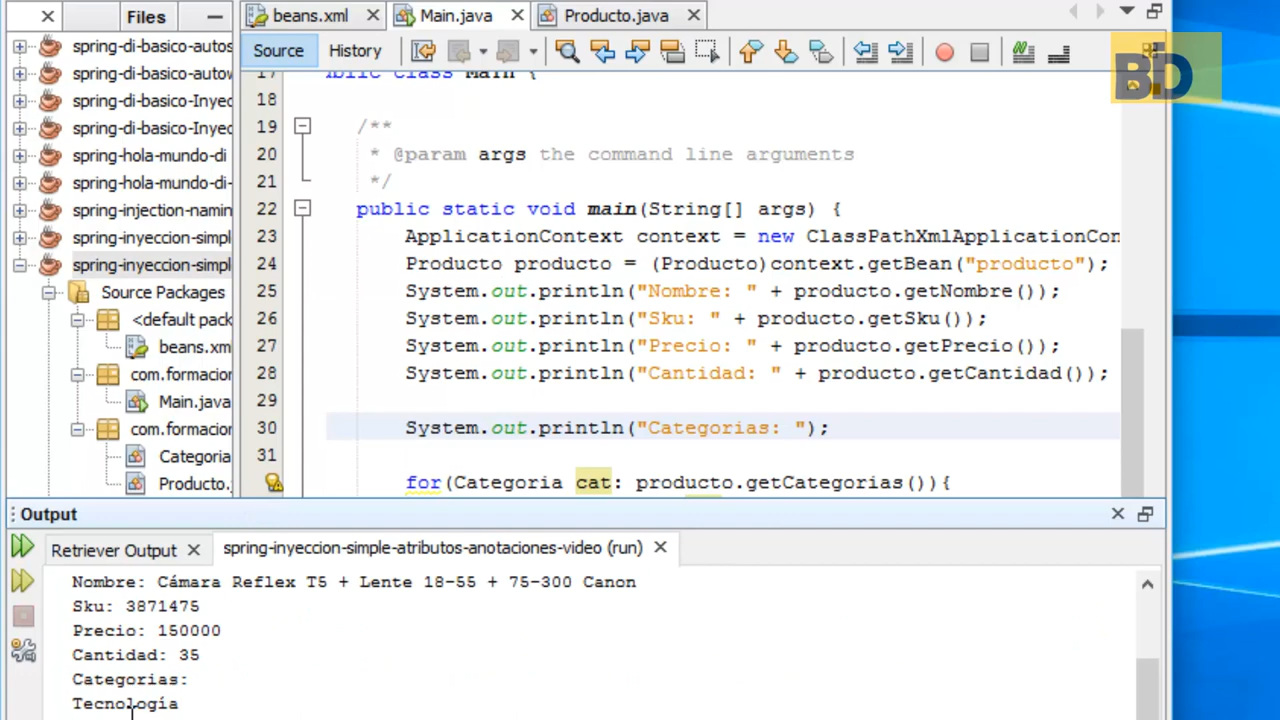 Files
beans.xml
Main.java
Producto.java
Source
History
BD
spring-di-basico-autos
spring-di-basico-autow
spring-di-basico-Inyec
spring-di-basico-Inyec
spring-hola-mundo-di
spring-hola-mundo-di-
spring-injection-namin
spring-inyeccion-simpl
spring-inyeccion-simpl
Source Packages
<default pack
beans.xml
com.formacion
Main.java
com.formacion
Categoria
Producto.j
17 ublic class Main {
18
19 /**
20 * @param args the command line arguments
21 */
22 public static void main(String[] args) {
23 ApplicationContext context = new ClassPathXmlApplicationCon
24 Producto producto = (Producto)context.getBean("producto");
25 System.out.println("Nombre: " + producto.getNombre());
26 System.out.println("Sku: " + producto.getSku());
27 System.out.println("Precio: " + producto.getPrecio());
28 System.out.println("Cantidad: " + producto.getCantidad());
29
30 System.out.println("Categorias: ");
31
for(Categoria cat: producto.getCategorias()){
Output
Retriever Output
spring-inyeccion-simple-atributos-anotaciones-video (run)
Nombre: Cámara Reflex T5 + Lente 18-55 + 75-300 Canon
Sku: 3871475
Precio: 150000
Cantidad: 35
Categorias:
Tecnología